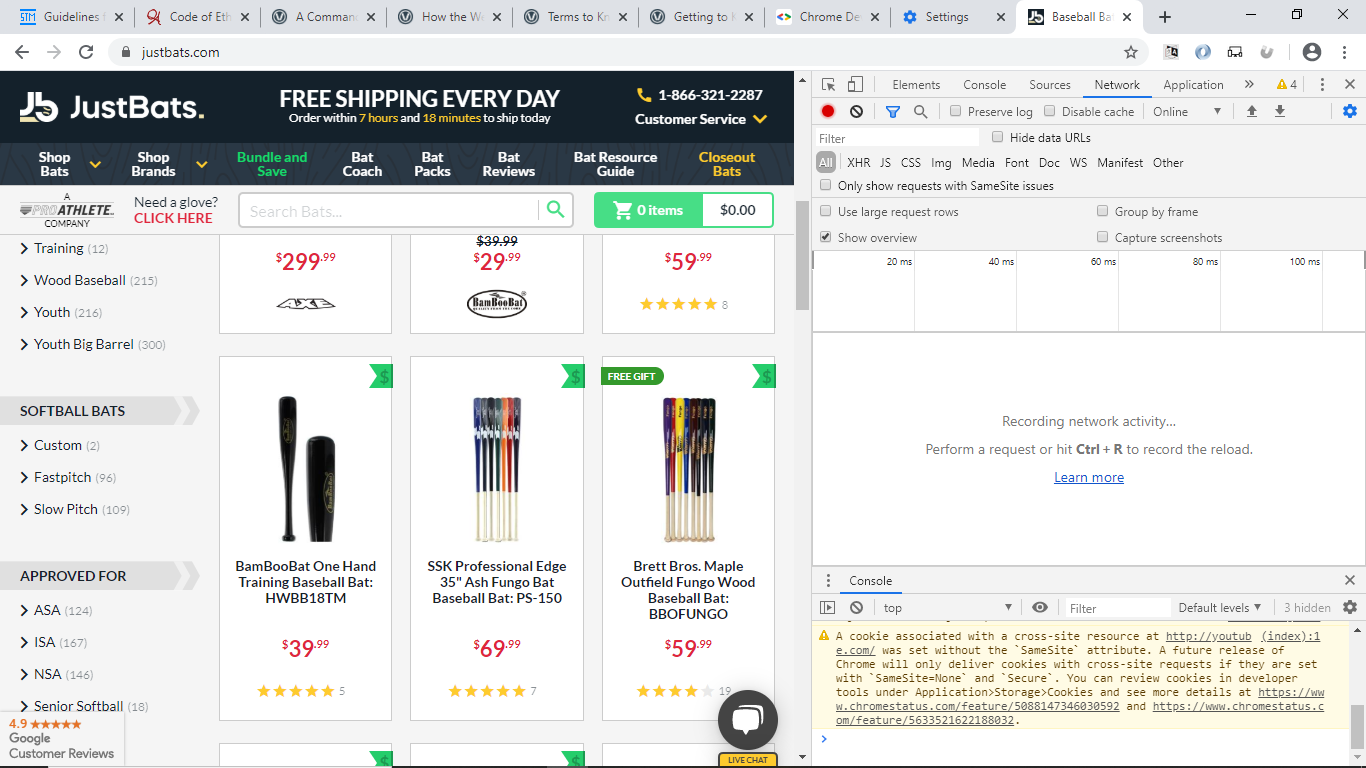 Guidelines f
Code of Eth
A Comman
How the We
Terms to Kn
Getting to K
Chrome De
Settings
Baseball Bat
justbats.com
JustBats.
FREE SHIPPING EVERY DAY
Order within 7 hours and 18 minutes to ship today
1-866-321-2287
Customer Service
Shop Bats
Shop Brands
Bundle and Save
Bat Coach
Bat Packs
Bat Reviews
Bat Resource Guide
Closeout Bats
A
PROATHLETE
COMPANY
Need a glove?
CLICK HERE
Search Bats...
0 items
$0.00
Training (12)
Wood Baseball (215)
Youth (216)
Youth Big Barrel (300)
SOFTBALL BATS
Custom (2)
Fastpitch (96)
Slow Pitch (109)
APPROVED FOR
ASA (124)
ISA (167)
NSA (146)
Senior Softball (18)
4.9
Google
Customer Reviews
$299.99
AXE
$39.99
$29.99
BamBooBat
$59.99
8
$
BamBooBat One Hand
Training Baseball Bat:
HWBB18TM
$39.99
5
$
SSK Professional Edge
35" Ash Fungo Bat
Baseball Bat: PS-150
$69.99
7
FREE GIFT
$
Brett Bros. Maple
Outfield Fungo Wood
Baseball Bat:
BBOFUNGO
$59.99
19
$
$
LIVE CHAT
Elements
Console
Sources
Network
Application
4
Preserve log
Disable cache
Online
Filter
Hide data URLs
All
XHR JS CSS Img Media Font Doc WS Manifest Other
Only show requests with SameSite issues
Use large request rows
Group by frame
Show overview
Capture screenshots
20 ms
40 ms
60 ms
80 ms
100 ms
Recording network activity...
Perform a request or hit Ctrl + R to record the reload.
Learn more
Console
top
Filter
Default levels
3 hidden
A cookie associated with a cross-site resource at http://youtub (index):1
e.com/ was set without the `SameSite` attribute. A future release of
Chrome will only deliver cookies with cross-site requests if they are set
with `SameSite=None` and `Secure`. You can review cookies in developer
tools under Application>Storage>Cookies and see more details at https://ww
w.chromestatus.com/feature/5088147346030592 and https://www.chromestatus.c
om/feature/5633521622188032.